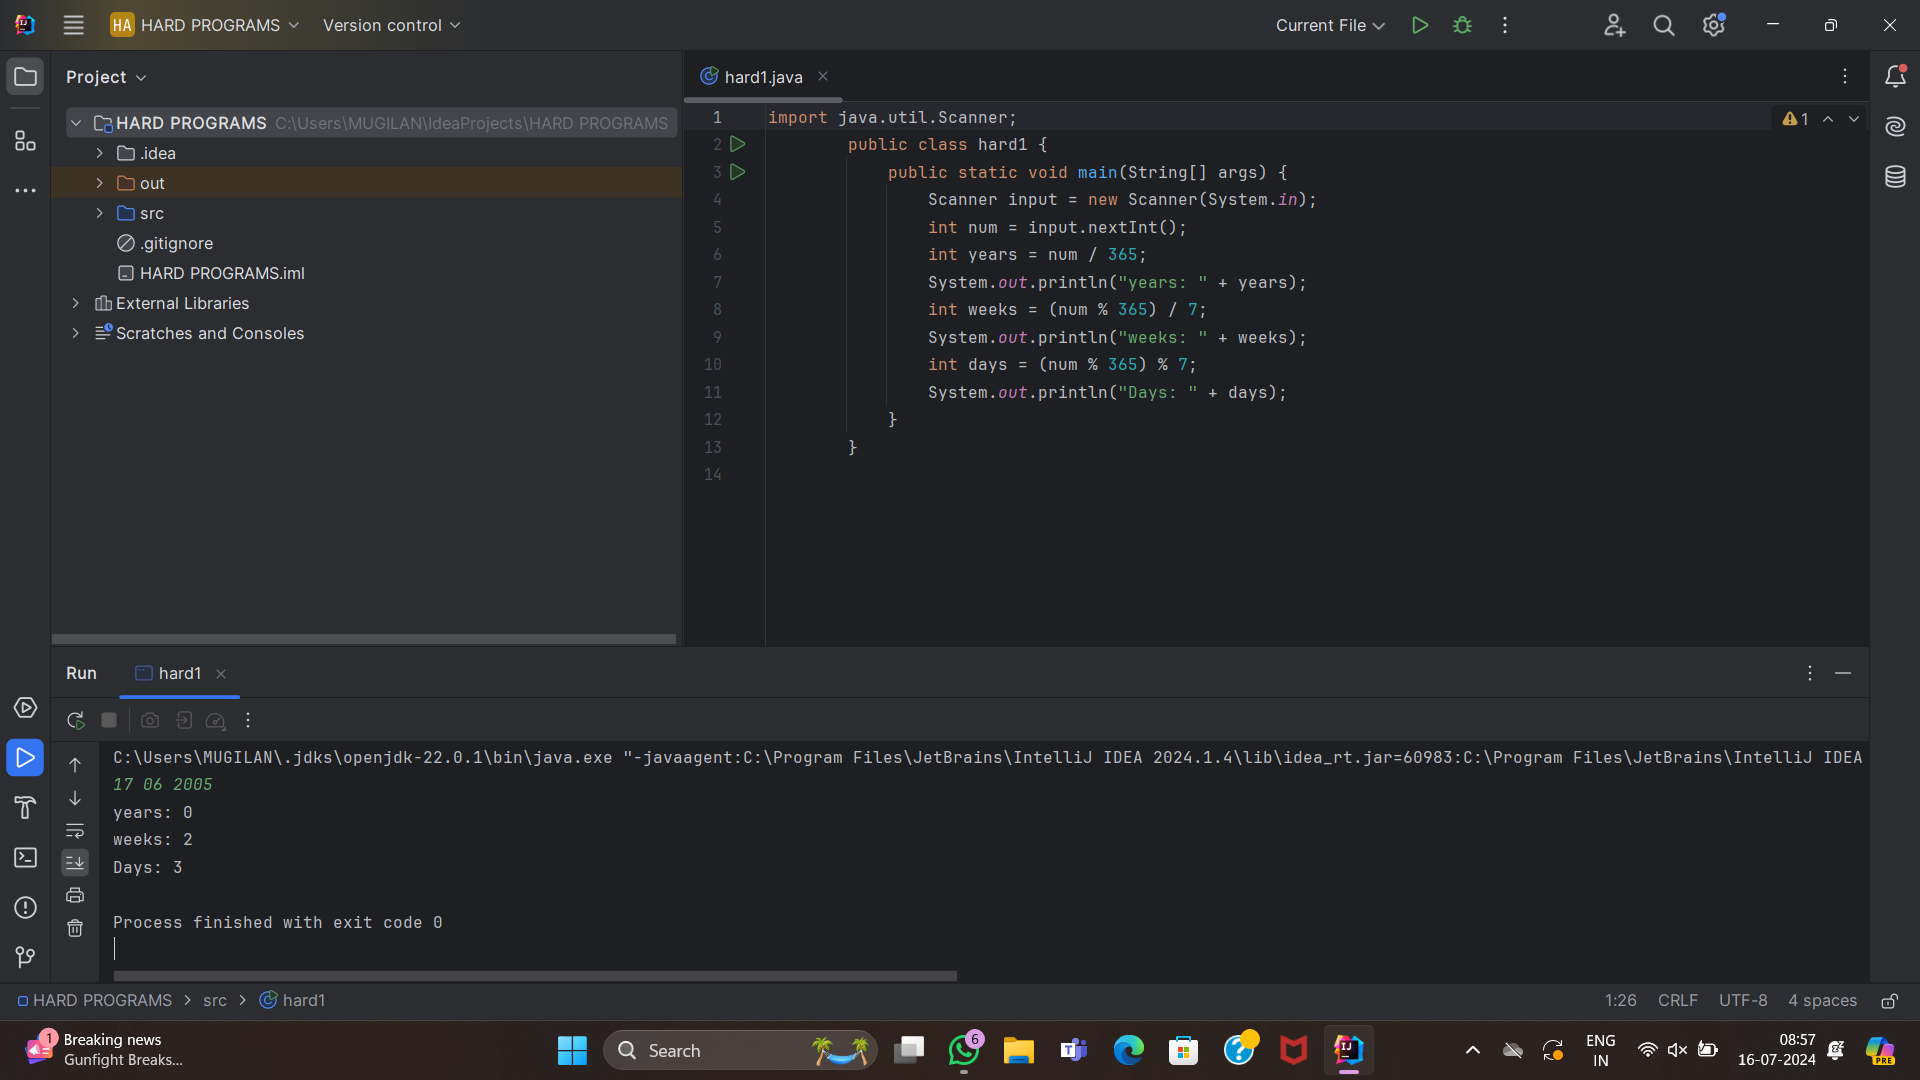 HA HARD PROGRAMS Version control Current File
Project
HARD PROGRAMS C:\Users\MUGILAN\IdeaProjects\HARD PROGRAMS
.idea
out
src
.gitignore
HARD PROGRAMS.iml
External Libraries
Scratches and Consoles
hard1.java
1
1 import java.util.Scanner;
2 public class hard1 {
3 public static void main(String[] args) {
4 Scanner input = new Scanner(System.in);
5 int num = input.nextInt();
6 int years = num / 365;
7 System.out.println("years: " + years);
8 int weeks = (num % 365) / 7;
9 System.out.println("weeks: " + weeks);
10 int days = (num % 365) % 7;
11 System.out.println("Days: " + days);
12 }
13 }
14
Run hard1
C:\Users\MUGILAN\.jdks\openjdk-22.0.1\bin\java.exe "-javaagent:C:\Program Files\JetBrains\IntelliJ IDEA 2024.1.4\lib\idea_rt.jar=60983:C:\Program Files\JetBrains\IntelliJ IDEA
17 06 2005
years: 0
weeks: 2
Days: 3
Process finished with exit code 0
HARD PROGRAMS > src > hard1 1:26 CRLF UTF-8 4 spaces
1 Breaking news
Gunfight Breaks...
Search
6
ENG
IN
08:57
16-07-2024
PRE